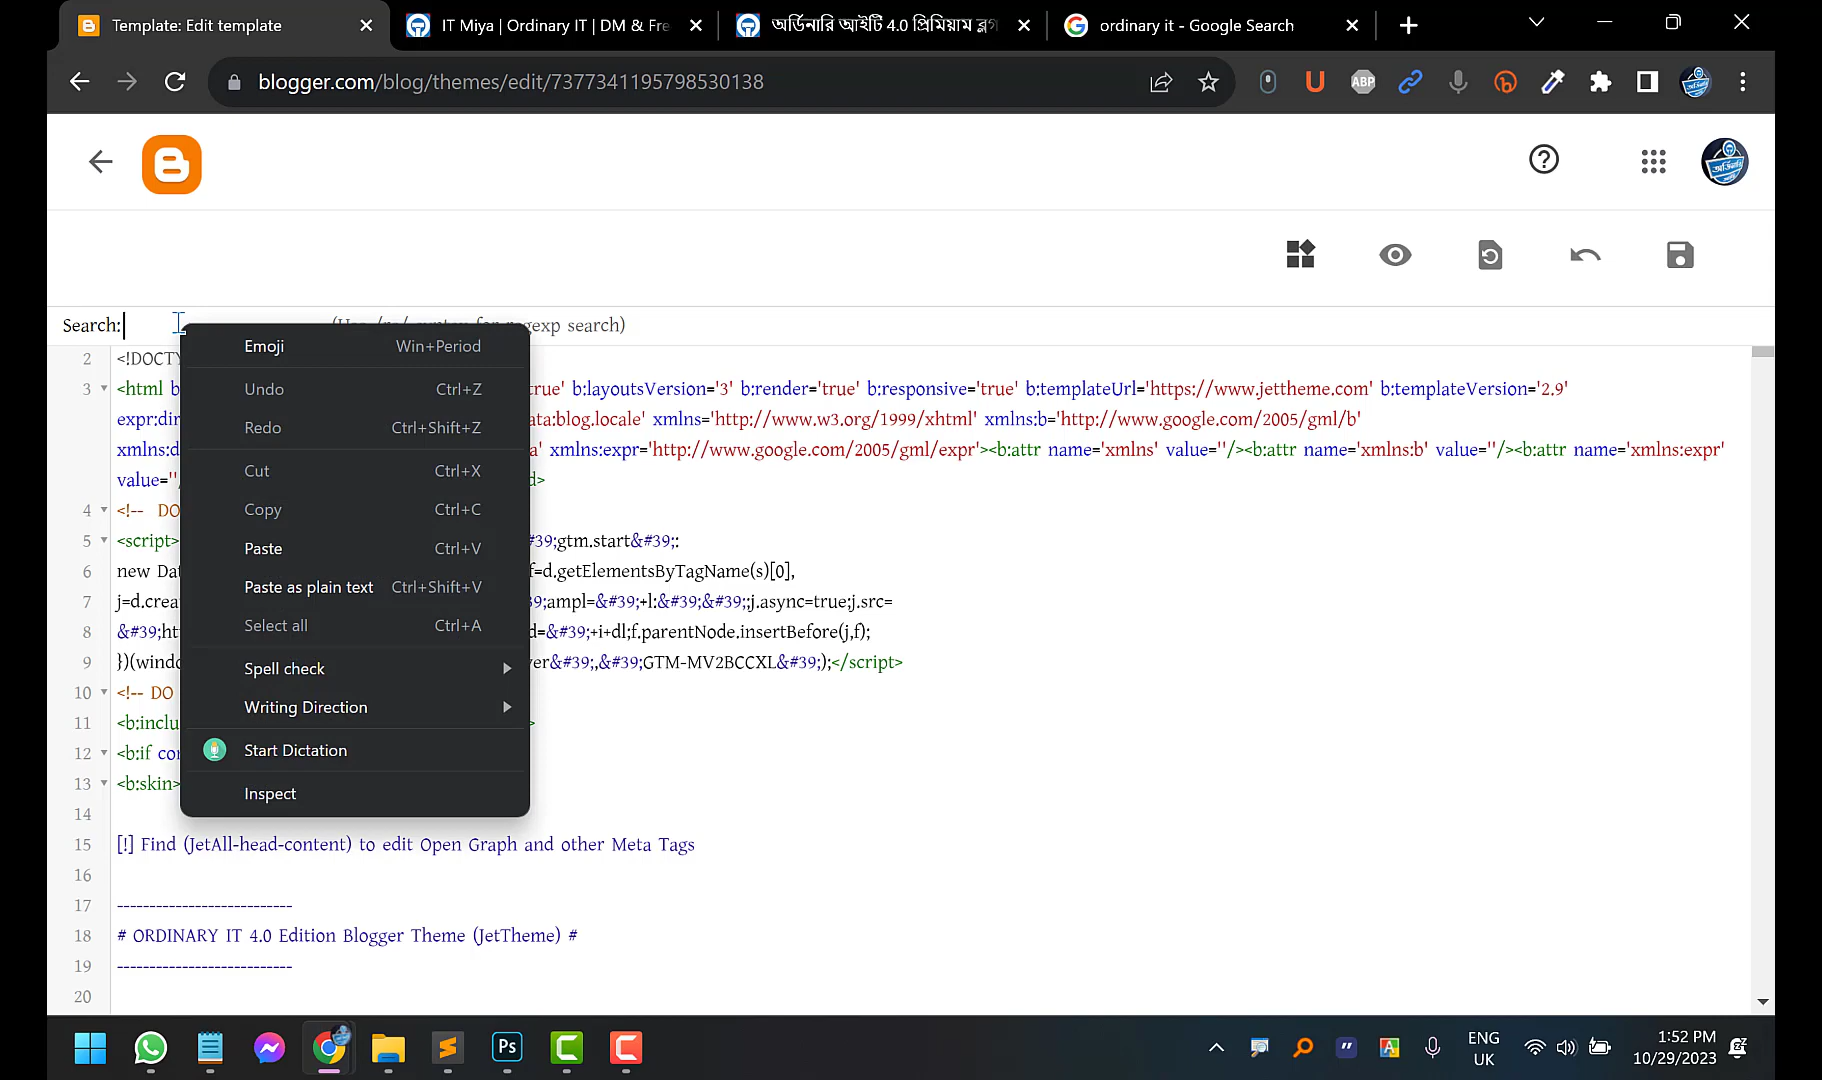 Template: Edit template
IT Miya | Ordinary IT | DM & Fre
অর্ডিনারি আইটি 4.0 প্রিমিয়াম ব্লগ
ordinary it - Google Search
blogger.com/blog/themes/edit/7377341195798530138
ABP
Search:
exp search)
2 <!DOCTY
3 <html b true' b:layoutsVersion='3' b:render='true' b:responsive='true' b:templateUrl='https://www.jettheme.com' b:templateVersion='2.9'
expr:dir ata:blog.locale' xmlns='http://www.w3.org/1999/xhtml' xmlns:b='http://www.google.com/2005/gml/b'
xmlns:d a' xmlns:expr='http://www.google.com/2005/gml/expr'><b:attr name='xmlns' value=''/><b:attr name='xmlns:b' value=''/><b:attr name='xmlns:expr'
value='' d>
4 <!-- DO
5 <script> #39;gtm.start&#39;:
6 new Dat f=d.getElementsByTagName(s)[0],
7 j=d.crea 39;ampl=&#39;+l:&#39;&#39;;j.async=true;j.src=
8 &#39;ht d=&#39;+i+dl;f.parentNode.insertBefore(j,f);
9 })(windo er&#39;,&#39;GTM-MV2BCCXL&#39;);</script>
10 <!-- DO
11 <b:inclu >
12 <b:if co
13 <b:skin>
14
15 [!] Find (JetAll-head-content) to edit Open Graph and other Meta Tags
16
17 ---------------------------
18 # ORDINARY IT 4.0 Edition Blogger Theme (JetTheme) #
19 ---------------------------
20
Emoji Win+Period
Undo Ctrl+Z
Redo Ctrl+Shift+Z
Cut Ctrl+X
Copy Ctrl+C
Paste Ctrl+V
Paste as plain text Ctrl+Shift+V
Select all Ctrl+A
Spell check
Writing Direction
Start Dictation
Inspect
Ps
ENG
UK
1:52 PM
10/29/2023